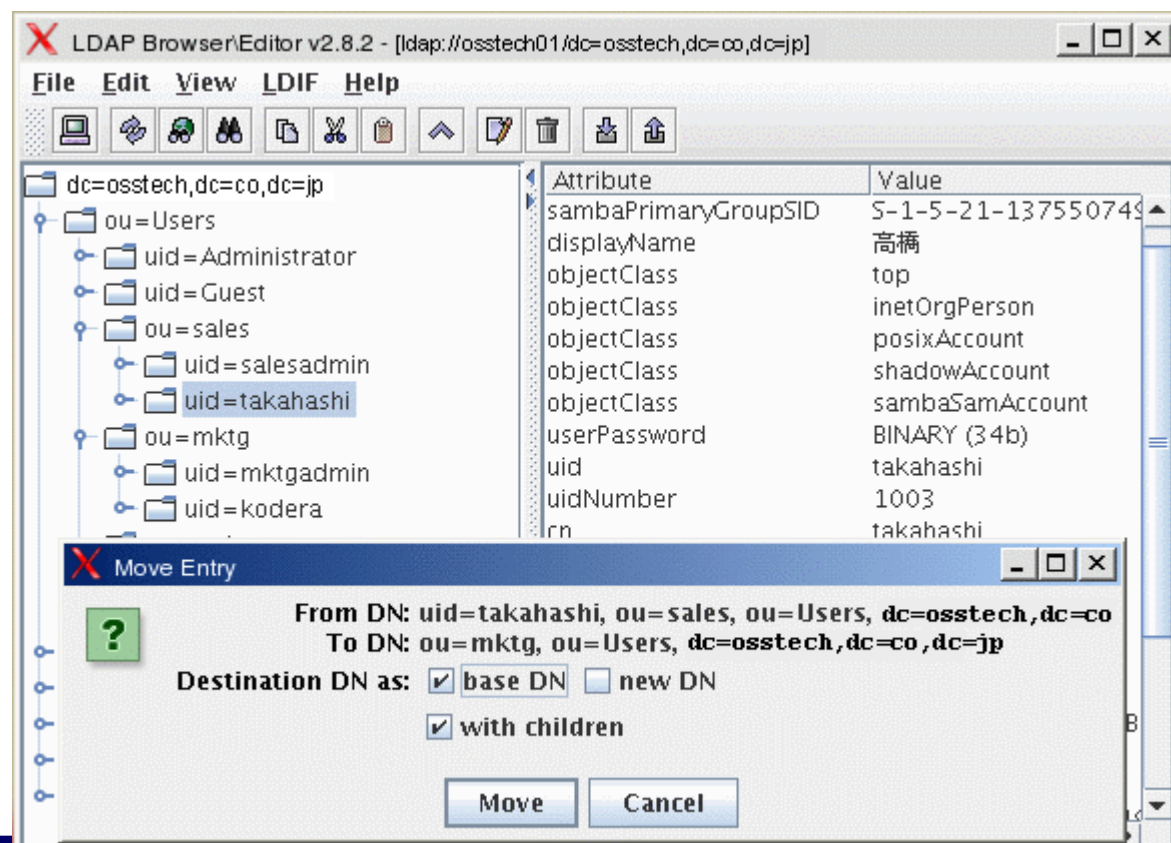 LDAP Browser\Editor v2.8.2 - [ldap://osstech01/dc=osstech,dc=co,dc=jp]
File Edit View LDIF Help
dc=osstech,dc=co,dc=jp
ou=Users
uid=Administrator
uid=Guest
ou=sales
uid=salesadmin
uid=takahashi
ou=mktg
uid=mktgadmin
uid=kodera
Attribute Value
sambaPrimaryGroupSID S-1-5-21-13755074
displayName 高橋
objectClass top
objectClass inetOrgPerson
objectClass posixAccount
objectClass shadowAccount
objectClass sambaSamAccount
userPassword BINARY (34b)
uid takahashi
uidNumber 1003
cn takahashi
Move Entry
From DN: uid=takahashi, ou=sales, ou=Users, dc=osstech,dc=co
To DN: ou=mktg, ou=Users, dc=osstech,dc=co,dc=jp
Destination DN as: base DN new DN
with children
Move Cancel